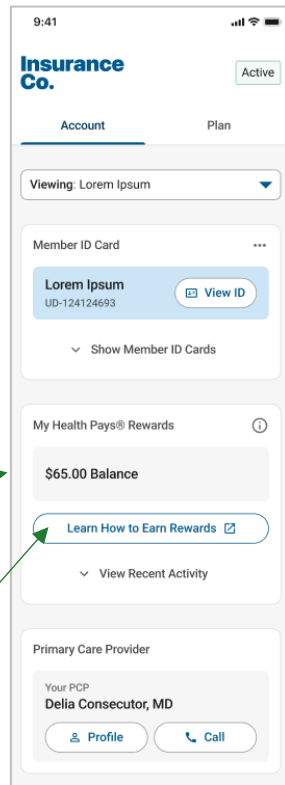 9:41
Insurance
Co.
Active
Account Plan
Viewing: Lorem Ipsum
Member ID Card
Lorem Ipsum
UD-124124693
View ID
Show Member ID Cards
My Health Pays® Rewards
$65.00 Balance
Learn How to Earn Rewards
View Recent Activity
Primary Care Provider
Your PCP
Delia Consecutor, MD
Profile Call